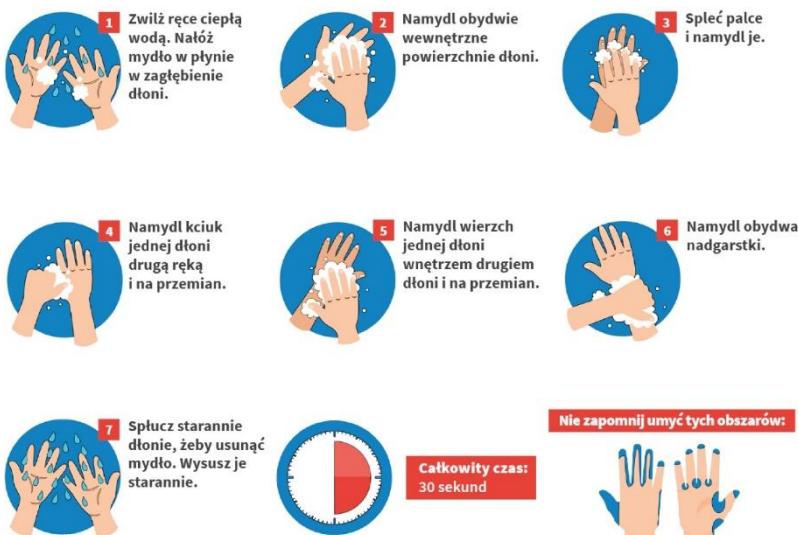 1
Zwilż ręce ciepłą
wodą. Nałóż
mydło w płynie
w zagłębienie
dłoni.
2
Namydl obydwie
wewnętrzne
powierzchnie dłoni.
3
Spleć palce
i namydl je.
4
Namydl kciuk
jednej dłoni
drugą ręką
i na przemian.
5
Namydl wierzch
jednej dłoni
wnętrzem drugiem
dłoni i na przemian.
6
Namydl obydwa
nadgarstki.
7
Spłucz starannie
dłonie, żeby usunąć
mydło. Wysusz je
starannie.
Całkowity czas:
30 sekund
Nie zapomnij umyć tych obszarów: